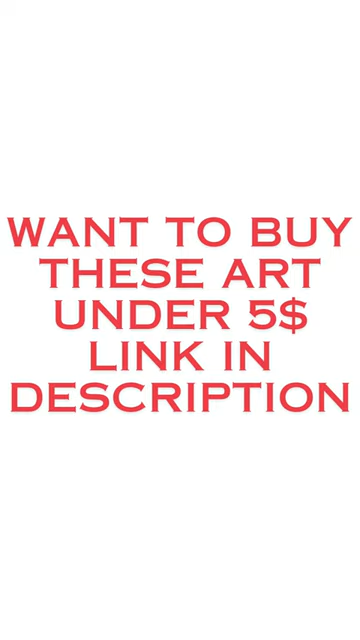 WANT TO BUY
THESE ART
UNDER 5$
LINK IN
DESCRIPTION